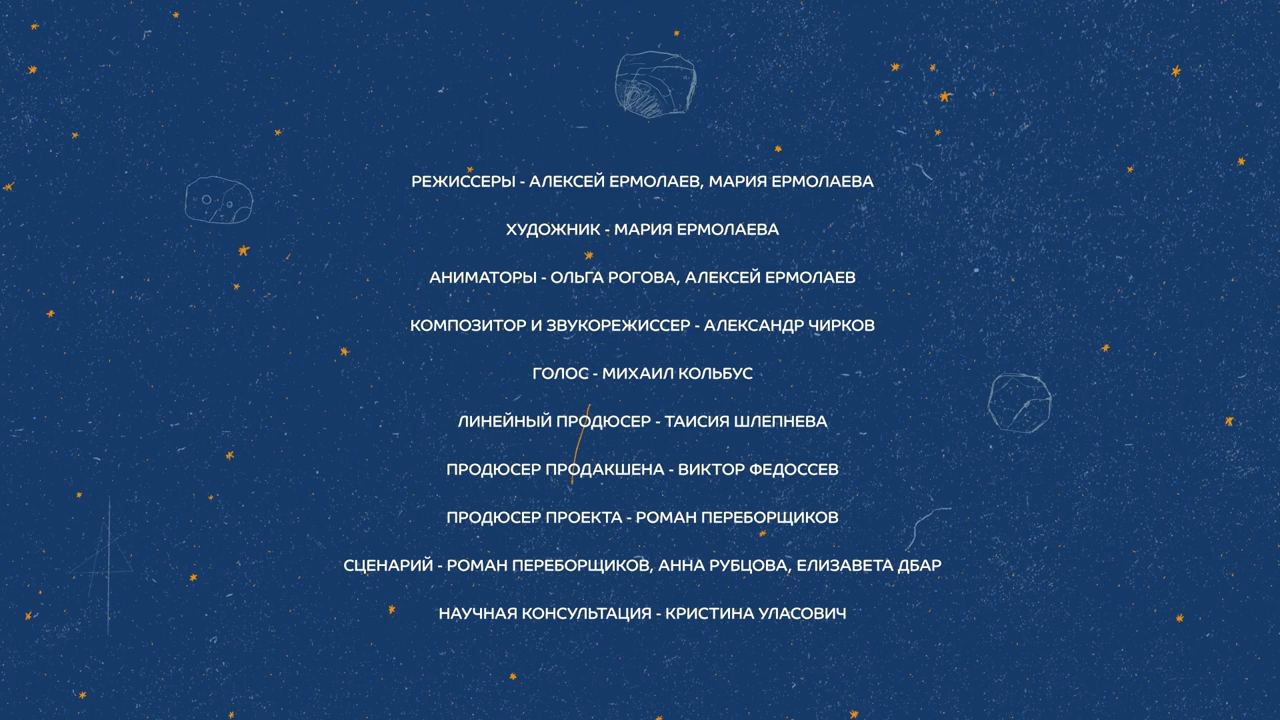 РЕЖИССЕРЫ - АЛЕКСЕЙ ЕРМОЛАЕВ, МАРИЯ ЕРМОЛАЕВА
ХУДОЖНИК - МАРИЯ ЕРМОЛАЕВА
АНИМАТОРЫ - ОЛЬГА РОГОВА, АЛЕКСЕЙ ЕРМОЛАЕВ
КОМПОЗИТОР И ЗВУКОРЕЖИССЕР - АЛЕКСАНДР ЧИРКОВ
ГОЛОС - МИХАИЛ КОЛЬБУС
ЛИНЕЙНЫЙ ПРОДЮСЕР - ТАИСИЯ ШЛЕПНЕВА
ПРОДЮСЕР ПРОДАКШЕНА - ВИКТОР ФЕДОССЕВ
ПРОДЮСЕР ПРОЕКТА - РОМАН ПЕРЕБОРЩИКОВ
СЦЕНАРИЙ - РОМАН ПЕРЕБОРЩИКОВ, АННА РУБЦОВА, ЕЛИЗАВЕТА ДБАР
НАУЧНАЯ КОНСУЛЬТАЦИЯ - КРИСТИНА УЛАСОВИЧ